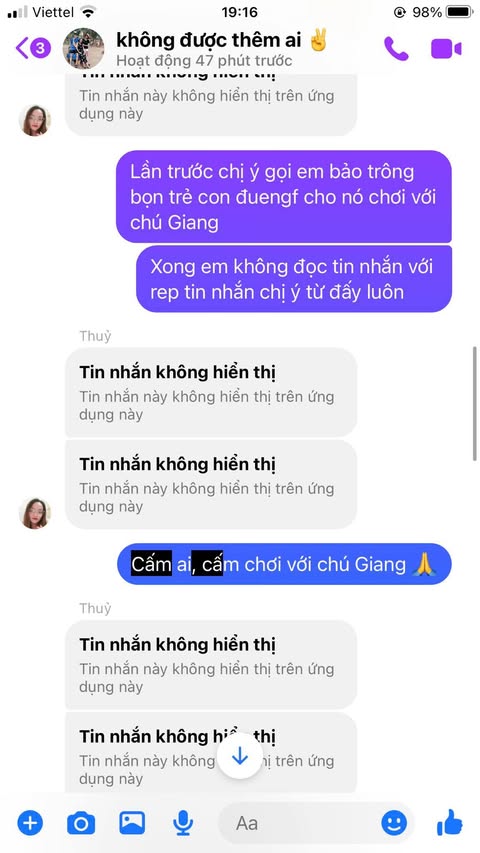 Viettel 19:16 98%
3 không được thêm ai ✌️
Hoạt động 47 phút trước
Tin nhắn không hiển thị
Tin nhắn này không hiển thị trên ứng
dụng này
Lần trước chị ý gọi em bảo trông
bọn trẻ con đuengf cho nó chơi với
chú Giang
Xong em không đọc tin nhắn với
rep tin nhắn chị ý từ đấy luôn
Thuỷ
Tin nhắn không hiển thị
Tin nhắn này không hiển thị trên ứng
dụng này
Tin nhắn không hiển thị
Tin nhắn này không hiển thị trên ứng
dụng này
Cấm ai, cấm chơi với chú Giang 🙏
Thuỷ
Tin nhắn không hiển thị
Tin nhắn này không hiển thị trên ứng
dụng này
Tin nhắn không hiển thị
Tin nhắn này không hiển thị trên ứng
dụng này
Aa